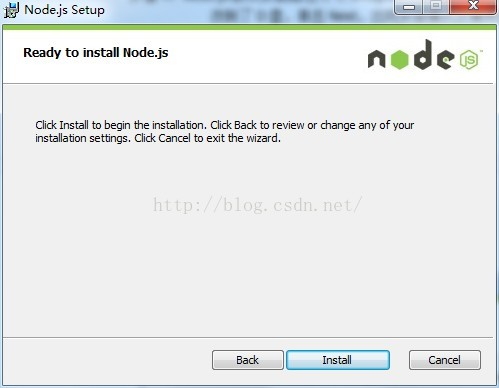 Node.js Setup
Ready to install Node.js
node
JS
Click Install to begin the installation. Click Back to review or change any of your
installation settings. Click Cancel to exit the wizard.
http://blog.csdn.net/
Back
Install
Cancel